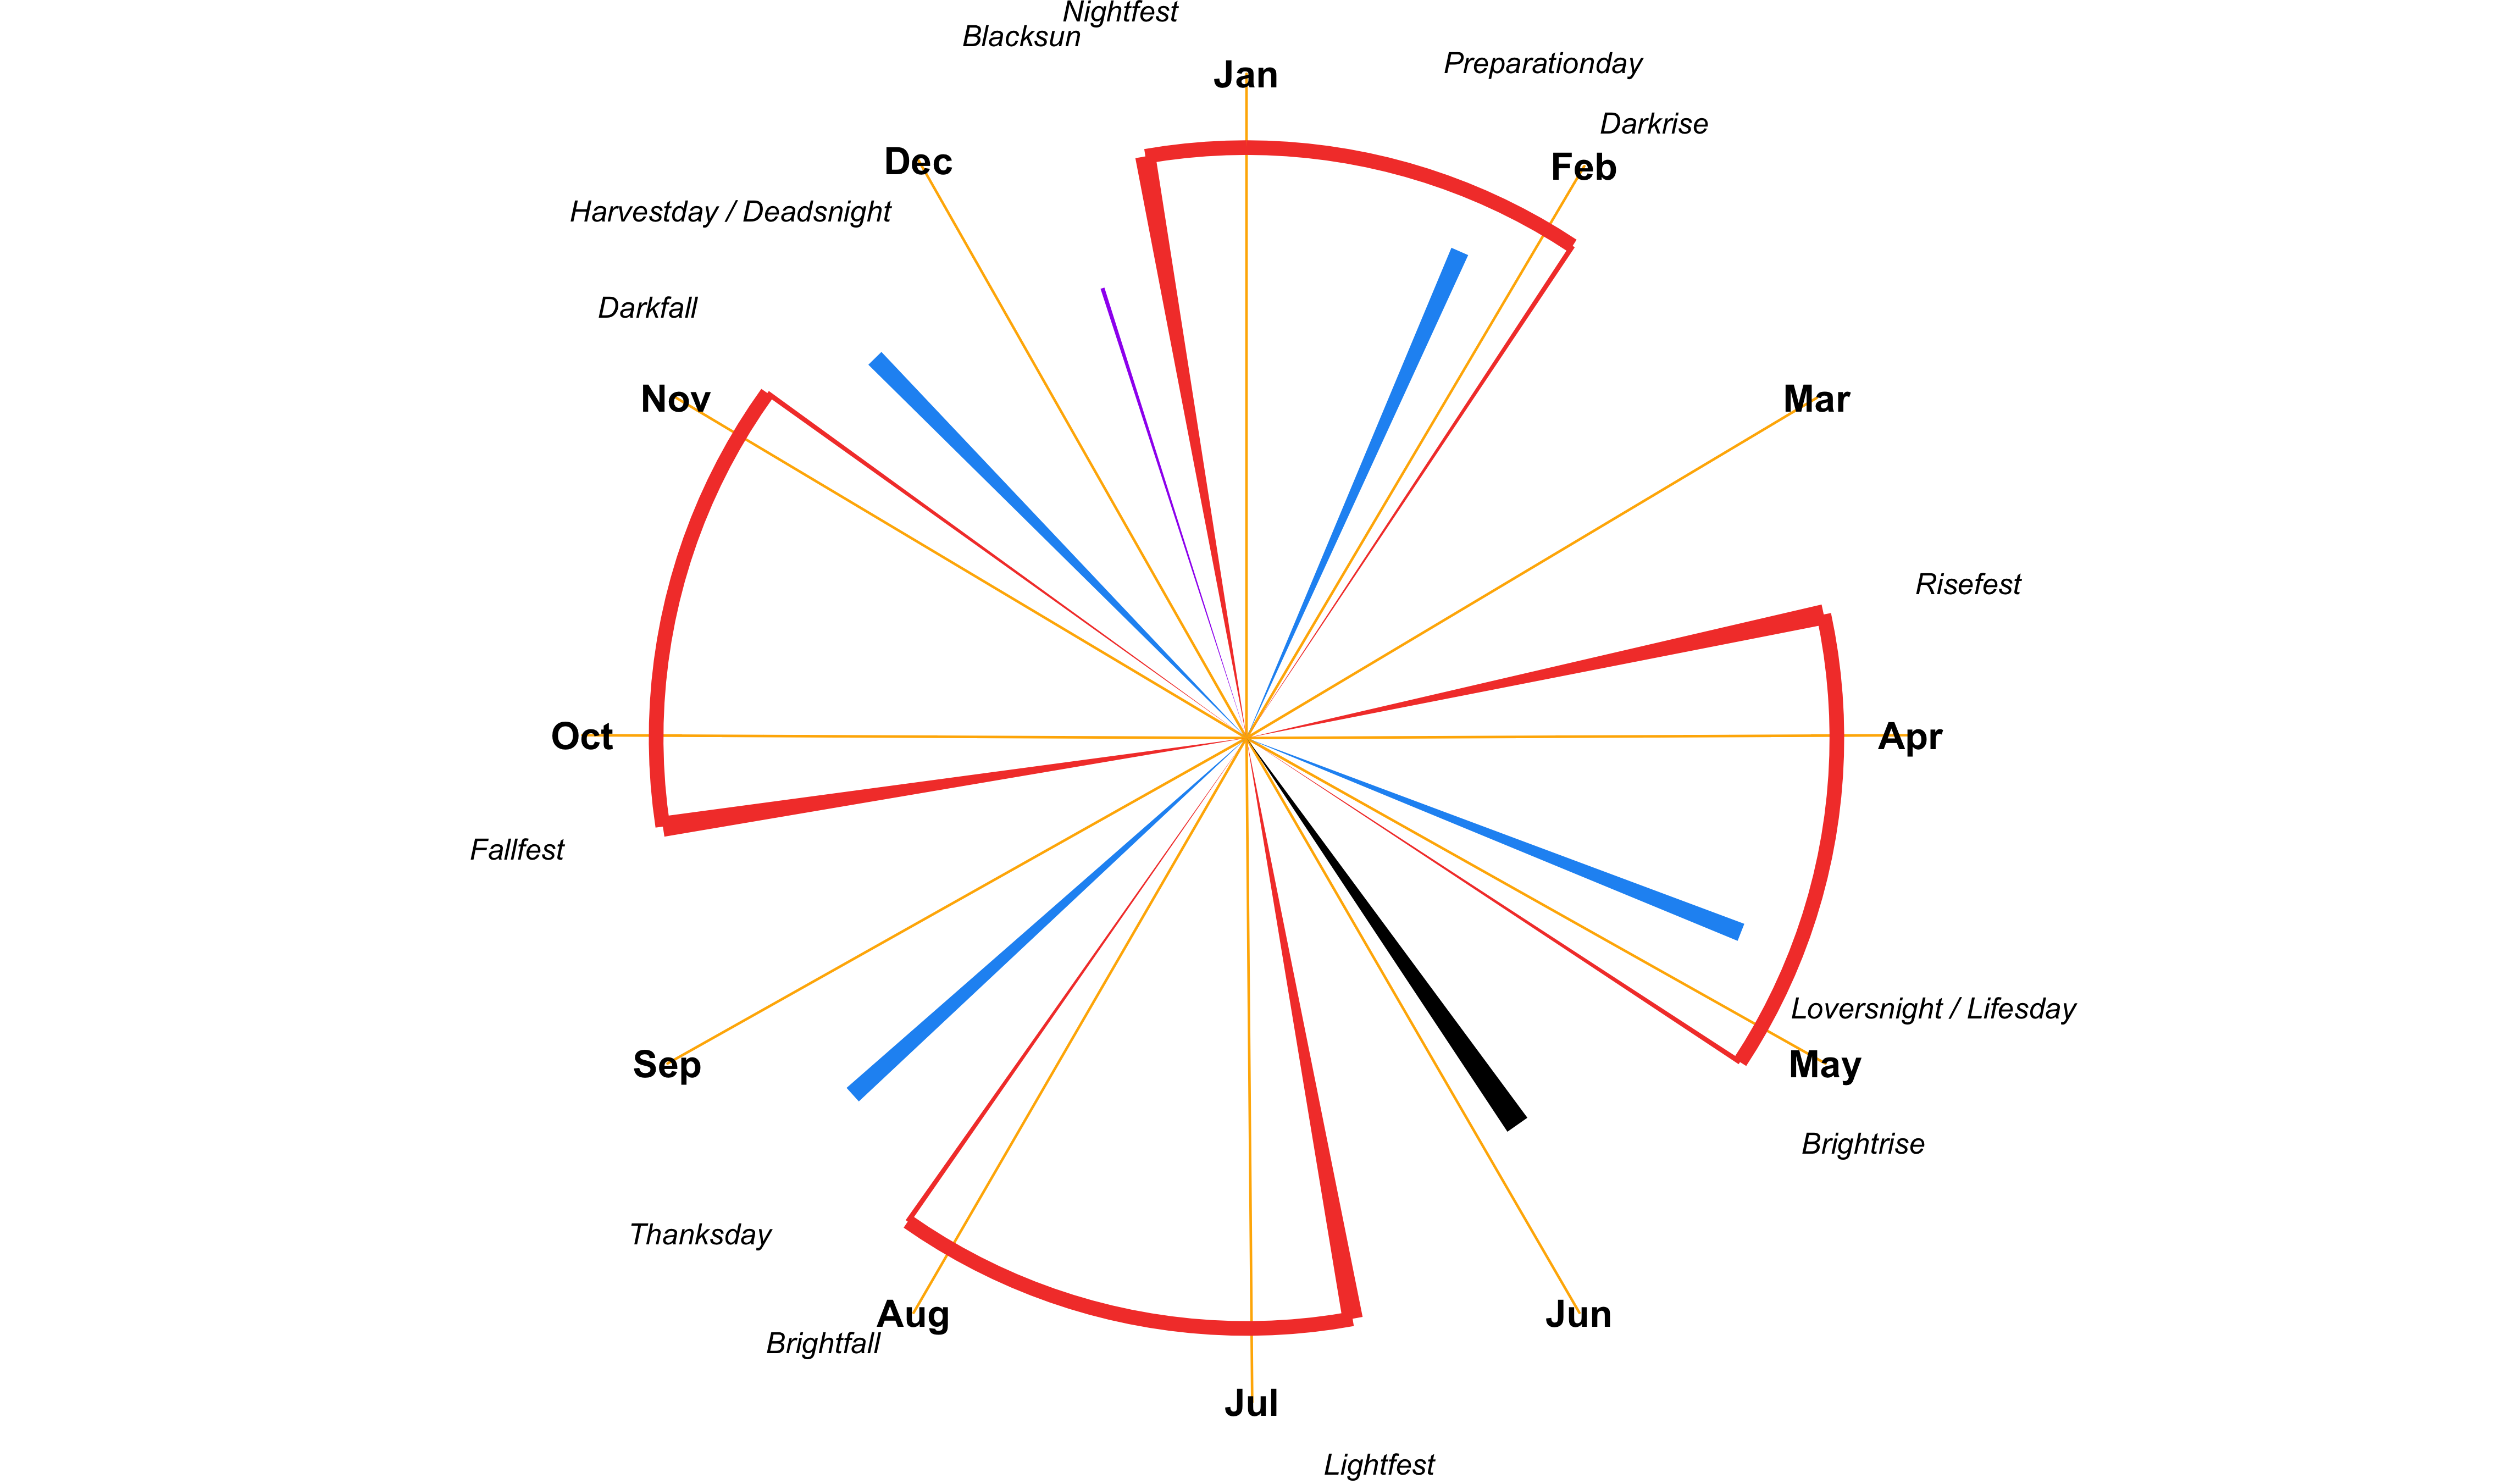 Nightfest
Blacksun
Jan
Preparationday
Darkrise
Dec
Feb
Harvestday / Deadsnight
Darkfall
Nov
Mar
Risefest
Oct
Apr
Fallfest
Loversnight / Lifesday
Sep
May
Brightrise
Thanksday
Aug
Jun
Brightfall
Jul
Lightfest